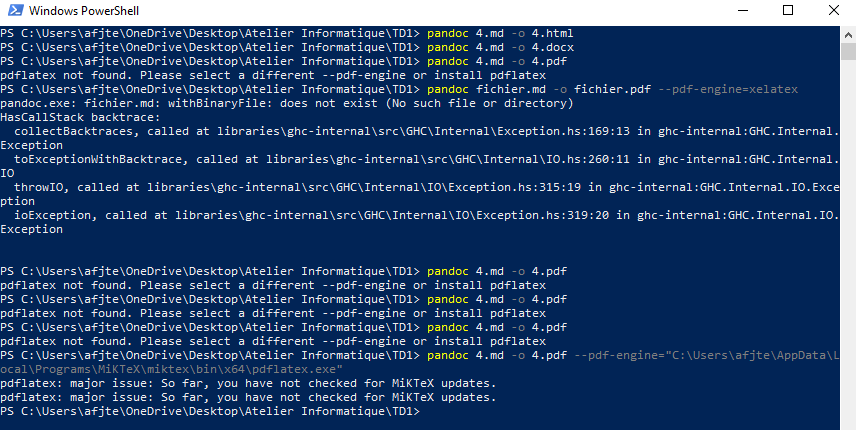 Windows PowerShell
PS C:\Users\afjte\OneDrive\Desktop\Atelier Informatique\TD1> pandoc 4.md -o 4.html
PS C:\Users\afjte\OneDrive\Desktop\Atelier Informatique\TD1> pandoc 4.md -o 4.docx
PS C:\Users\afjte\OneDrive\Desktop\Atelier Informatique\TD1> pandoc 4.md -o 4.pdf
pdflatex not found. Please select a different --pdf-engine or install pdflatex
PS C:\Users\afjte\OneDrive\Desktop\Atelier Informatique\TD1> pandoc fichier.md -o fichier.pdf --pdf-engine=xelatex
pandoc.exe: fichier.md: withBinaryFile: does not exist (No such file or directory)
HasCallStack backtrace:
  collectBacktraces, called at libraries\ghc-internal\src\GHC\Internal\Exception.hs:169:13 in ghc-internal:GHC.Internal.
Exception
  toExceptionWithBacktrace, called at libraries\ghc-internal\src\GHC\Internal\IO.hs:260:11 in ghc-internal:GHC.Internal.
IO
  throwIO, called at libraries\ghc-internal\src\GHC\Internal\IO\Exception.hs:315:19 in ghc-internal:GHC.Internal.IO.Exce
ption
  ioException, called at libraries\ghc-internal\src\GHC\Internal\IO\Exception.hs:319:20 in ghc-internal:GHC.Internal.IO.
Exception
PS C:\Users\afjte\OneDrive\Desktop\Atelier Informatique\TD1> pandoc 4.md -o 4.pdf
pdflatex not found. Please select a different --pdf-engine or install pdflatex
PS C:\Users\afjte\OneDrive\Desktop\Atelier Informatique\TD1> pandoc 4.md -o 4.pdf
pdflatex not found. Please select a different --pdf-engine or install pdflatex
PS C:\Users\afjte\OneDrive\Desktop\Atelier Informatique\TD1> pandoc 4.md -o 4.pdf
pdflatex not found. Please select a different --pdf-engine or install pdflatex
PS C:\Users\afjte\OneDrive\Desktop\Atelier Informatique\TD1> pandoc 4.md -o 4.pdf --pdf-engine="C:\Users\afjte\AppData\L
ocal\Programs\MiKTeX\miktex\bin\x64\pdflatex.exe"
pdflatex: major issue: So far, you have not checked for MiKTeX updates.
pdflatex: major issue: So far, you have not checked for MiKTeX updates.
PS C:\Users\afjte\OneDrive\Desktop\Atelier Informatique\TD1>